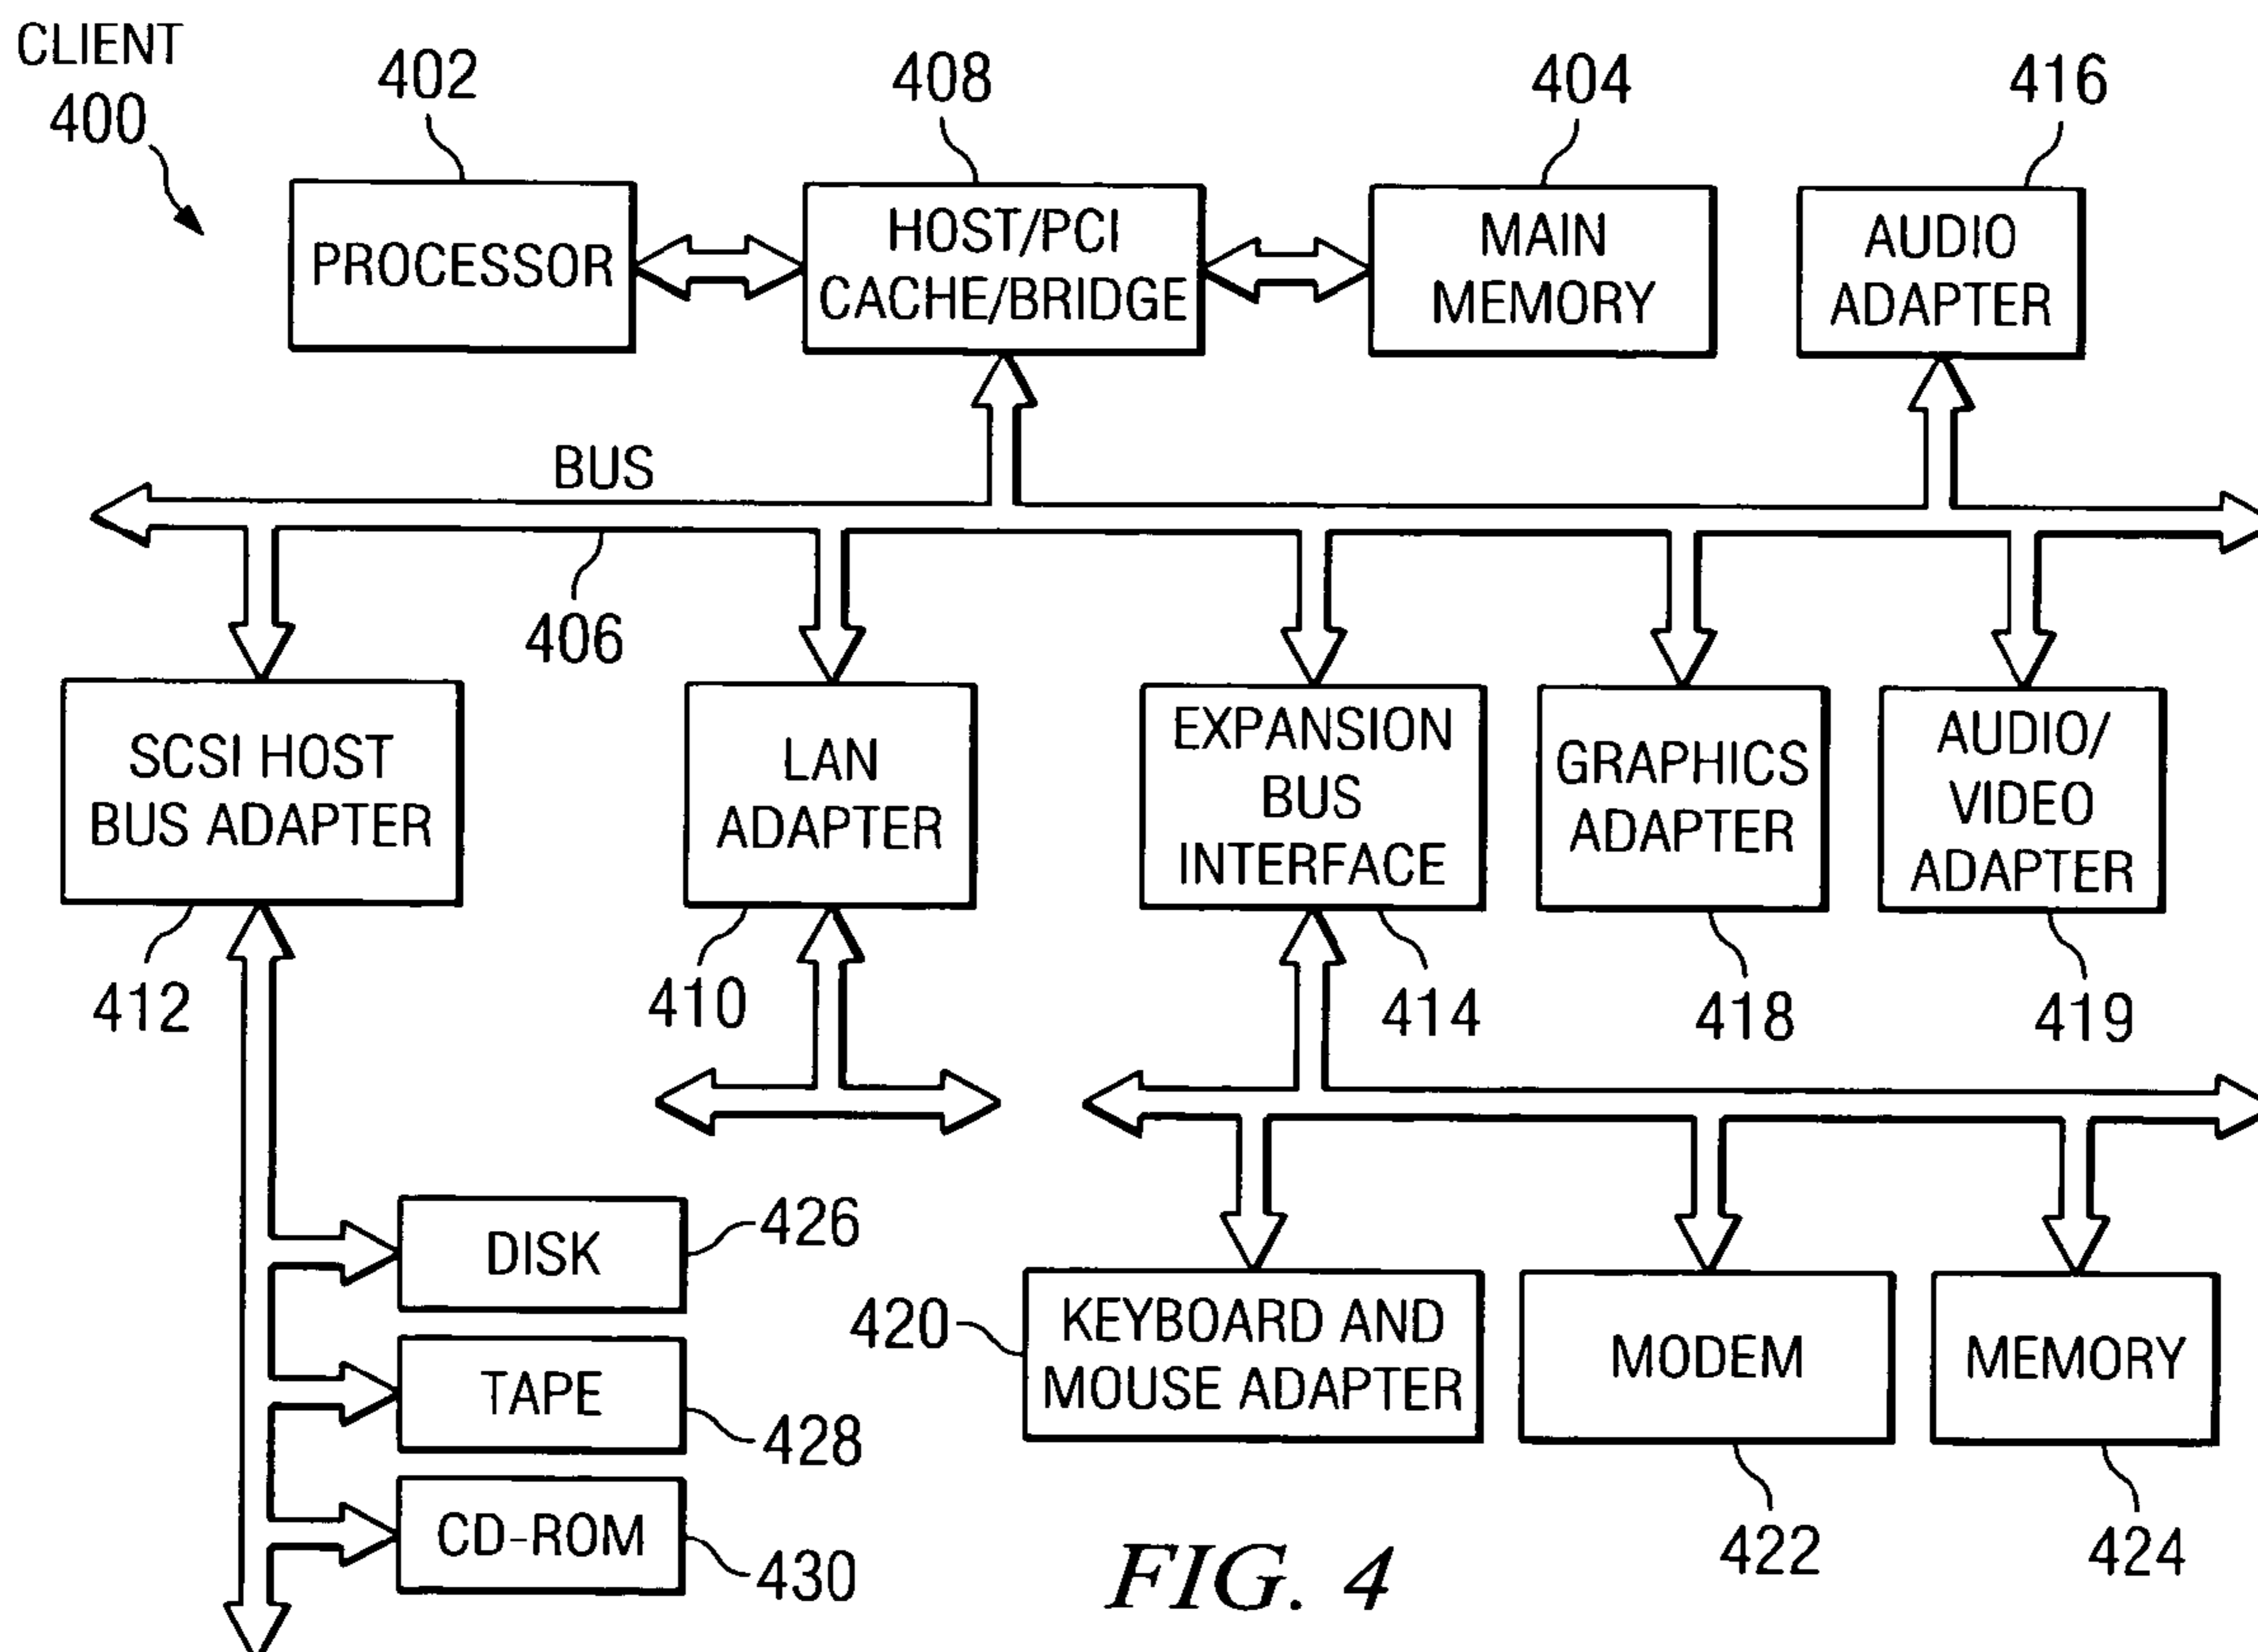 CLIENT
400
402
408
404
416
PROCESSOR
HOST/PCI
CACHE/BRIDGE
MAIN
MEMORY
AUDIO
ADAPTER
BUS
406
SCSI HOST
BUS ADAPTER
LAN
ADAPTER
EXPANSION
BUS
INTERFACE
GRAPHICS
ADAPTER
AUDIO/
VIDEO
ADAPTER
412
410
414
418
419
DISK
426
TAPE
428
CD-ROM
430
420
KEYBOARD AND
MOUSE ADAPTER
MODEM
MEMORY
422
424
FIG. 4